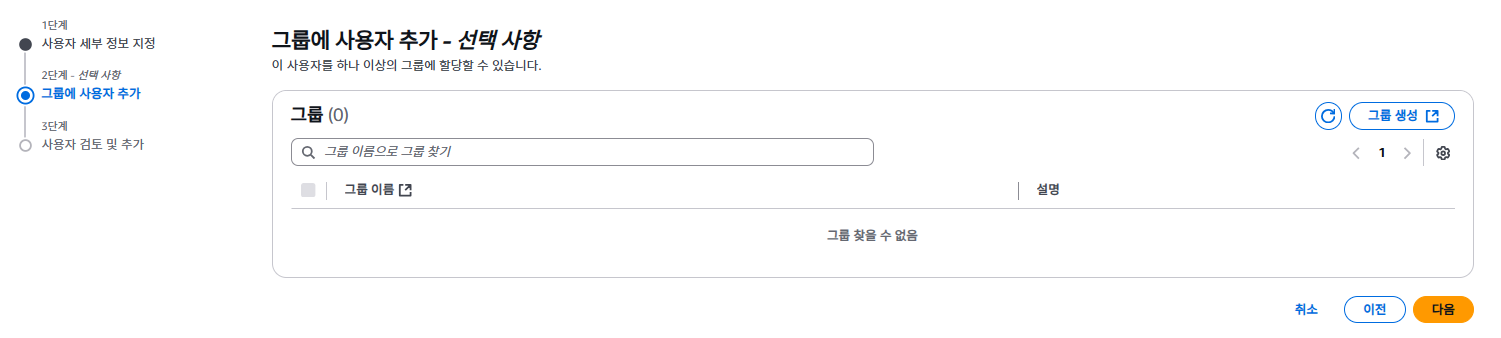 1단계
사용자 세부 정보 지정
2단계 - 선택 사항
그룹에 사용자 추가
3단계
사용자 검토 및 추가
그룹에 사용자 추가 - 선택 사항
이 사용자를 하나 이상의 그룹에 할당할 수 있습니다.
그룹 (0)
그룹 생성
그룹 이름으로 그룹 찾기
1
그룹 이름
설명
그룹 찾을 수 없음
취소
이전
다음